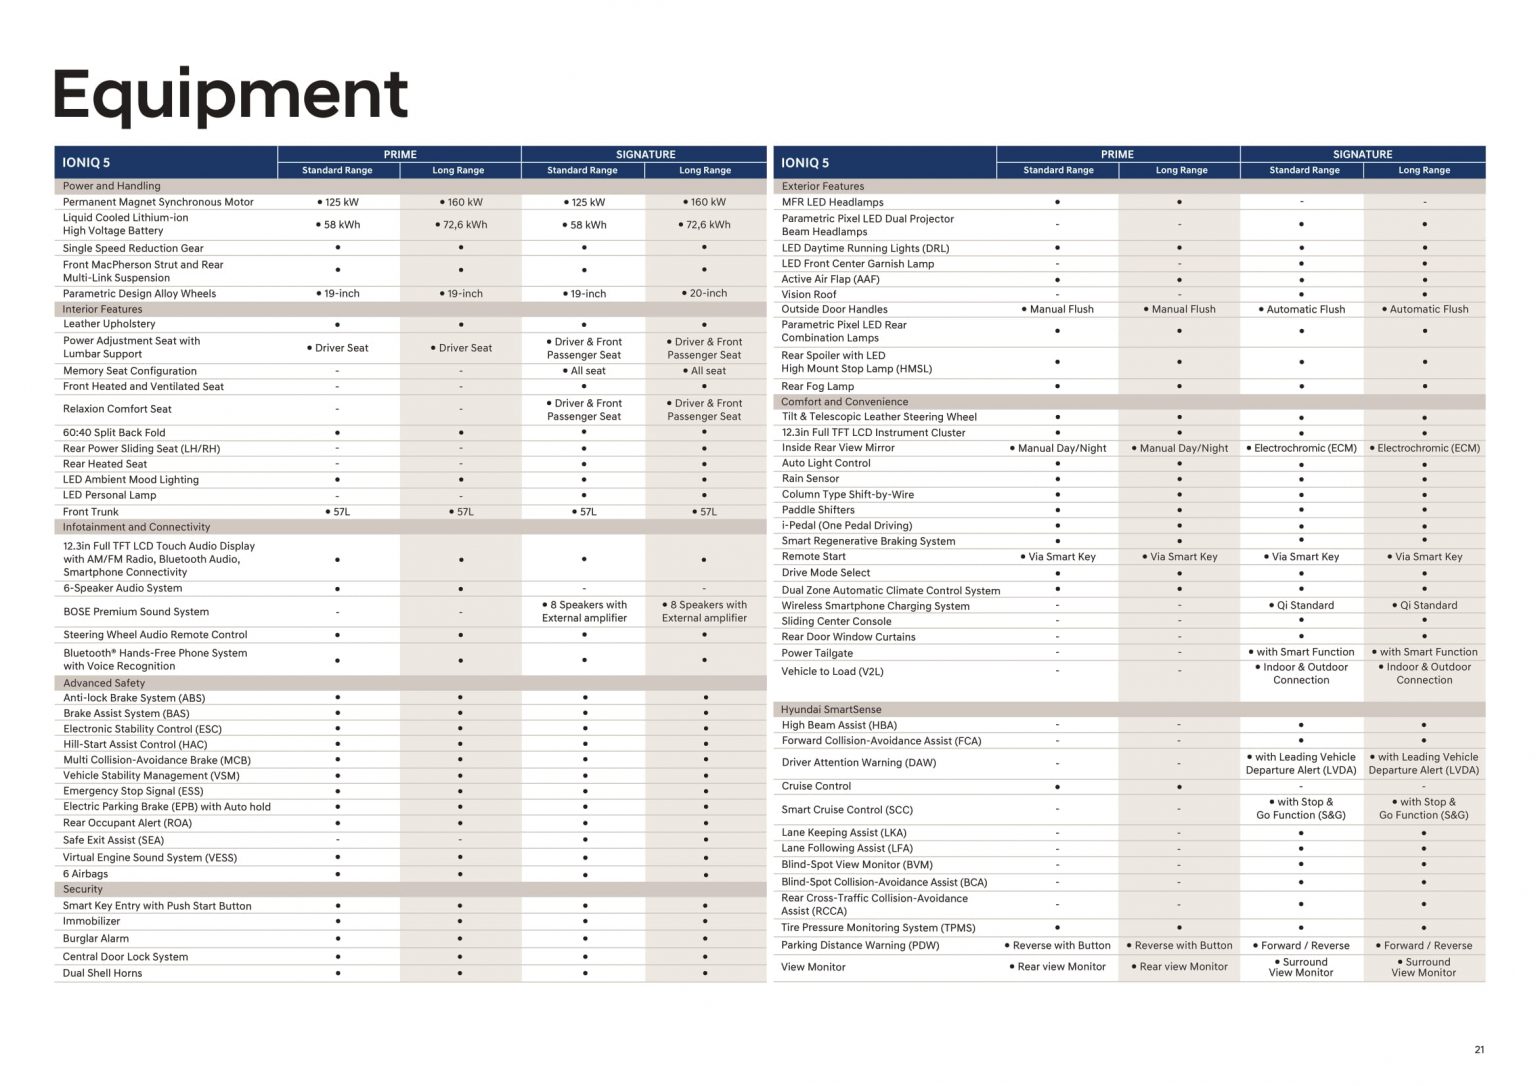 Equipment
IONIQ 5 PRIME SIGNATURE
Standard Range Long Range Standard Range Long Range
Power and Handling
Permanent Magnet Synchronous Motor • 125 kW • 160 kW • 125 kW • 160 kW
Liquid Cooled Lithium-ion
High Voltage Battery • 58 kWh • 72,6 kWh • 58 kWh • 72,6 kWh
Single Speed Reduction Gear • • • •
Front MacPherson Strut and Rear
Multi-Link Suspension • • • •
Parametric Design Alloy Wheels • 19-inch • 19-inch • 19-inch • 20-inch
Interior Features
Leather Upholstery • • • •
Power Adjustment Seat with • Driver & Front • Driver & Front
Lumbar Support • Driver Seat • Driver Seat Passenger Seat Passenger Seat
Memory Seat Configuration - - • All seat • All seat
Front Heated and Ventilated Seat - - • •
Relaxion Comfort Seat - - • Driver & Front • Driver & Front
Passenger Seat Passenger Seat
60:40 Split Back Fold • • • •
Rear Power Sliding Seat (LH/RH) - - • •
Rear Heated Seat - - • •
LED Ambient Mood Lighting • • • •
LED Personal Lamp - - • •
Front Trunk • 57L • 57L • 57L • 57L
Infotainment and Connectivity
12.3in Full TFT LCD Touch Audio Display
with AM/FM Radio, Bluetooth Audio, • • • •
Smartphone Connectivity
6-Speaker Audio System • • - -
BOSE Premium Sound System - - • 8 Speakers with • 8 Speakers with
External amplifier External amplifier
Steering Wheel Audio Remote Control • • • •
Bluetooth® Hands-Free Phone System
with Voice Recognition • • • •
Advanced Safety
Anti-lock Brake System (ABS) • • • •
Brake Assist System (BAS) • • • •
Electronic Stability Control (ESC) • • • •
Hill-Start Assist Control (HAC) • • • •
Multi Collision-Avoidance Brake (MCB) • • • •
Vehicle Stability Management (VSM) • • • •
Emergency Stop Signal (ESS) • • • •
Electric Parking Brake (EPB) with Auto hold • • • •
Rear Occupant Alert (ROA) • • • •
Safe Exit Assist (SEA) - - • •
Virtual Engine Sound System (VESS) • • • •
6 Airbags • • • •
Security
Smart Key Entry with Push Start Button • • • •
Immobilizer • • • •
Burglar Alarm • • • •
Central Door Lock System • • • •
Dual Shell Horns • • • •
IONIQ 5 PRIME SIGNATURE
Standard Range Long Range Standard Range Long Range
Exterior Features
MFR LED Headlamps • • - -
Parametric Pixel LED Dual Projector
Beam Headlamps - - • •
LED Daytime Running Lights (DRL) • • • •
LED Front Center Garnish Lamp - - • •
Active Air Flap (AAF) • • • •
Vision Roof - - • •
Outside Door Handles • Manual Flush • Manual Flush • Automatic Flush • Automatic Flush
Parametric Pixel LED Rear
Combination Lamps • • • •
Rear Spoiler with LED
High Mount Stop Lamp (HMSL) • • • •
Rear Fog Lamp • • • •
Comfort and Convenience
Tilt & Telescopic Leather Steering Wheel • • • •
12.3in Full TFT LCD Instrument Cluster • • • •
Inside Rear View Mirror • Manual Day/Night • Manual Day/Night • Electrochromic (ECM) • Electrochromic (ECM)
Auto Light Control • • • •
Rain Sensor • • • •
Column Type Shift-by-Wire • • • •
Paddle Shifters • • • •
i-Pedal (One Pedal Driving) • • • •
Smart Regenerative Braking System • • • •
Remote Start • Via Smart Key • Via Smart Key • Via Smart Key • Via Smart Key
Drive Mode Select • • • •
Dual Zone Automatic Climate Control System • • • •
Wireless Smartphone Charging System - - • Qi Standard • Qi Standard
Sliding Center Console - - • •
Rear Door Window Curtains - - • •
Power Tailgate - - • with Smart Function • with Smart Function
Vehicle to Load (V2L) - - • Indoor & Outdoor • Indoor & Outdoor
Connection Connection
Hyundai SmartSense
High Beam Assist (HBA) - - • •
Forward Collision-Avoidance Assist (FCA) - - • •
Driver Attention Warning (DAW) - - • with Leading Vehicle • with Leading Vehicle
Departure Alert (LVDA) Departure Alert (LVDA)
Cruise Control • • - -
Smart Cruise Control (SCC) - - • with Stop & • with Stop &
Go Function (S&G) Go Function (S&G)
Lane Keeping Assist (LKA) - - • •
Lane Following Assist (LFA) - - • •
Blind-Spot View Monitor (BVM) - - • •
Blind-Spot Collision-Avoidance Assist (BCA) - - • •
Rear Cross-Traffic Collision-Avoidance
Assist (RCCA) - - • •
Tire Pressure Monitoring System (TPMS) • • • •
Parking Distance Warning (PDW) • Reverse with Button • Reverse with Button • Forward / Reverse • Forward / Reverse
View Monitor • Rear view Monitor • Rear view Monitor • Surround • Surround
View Monitor View Monitor
21